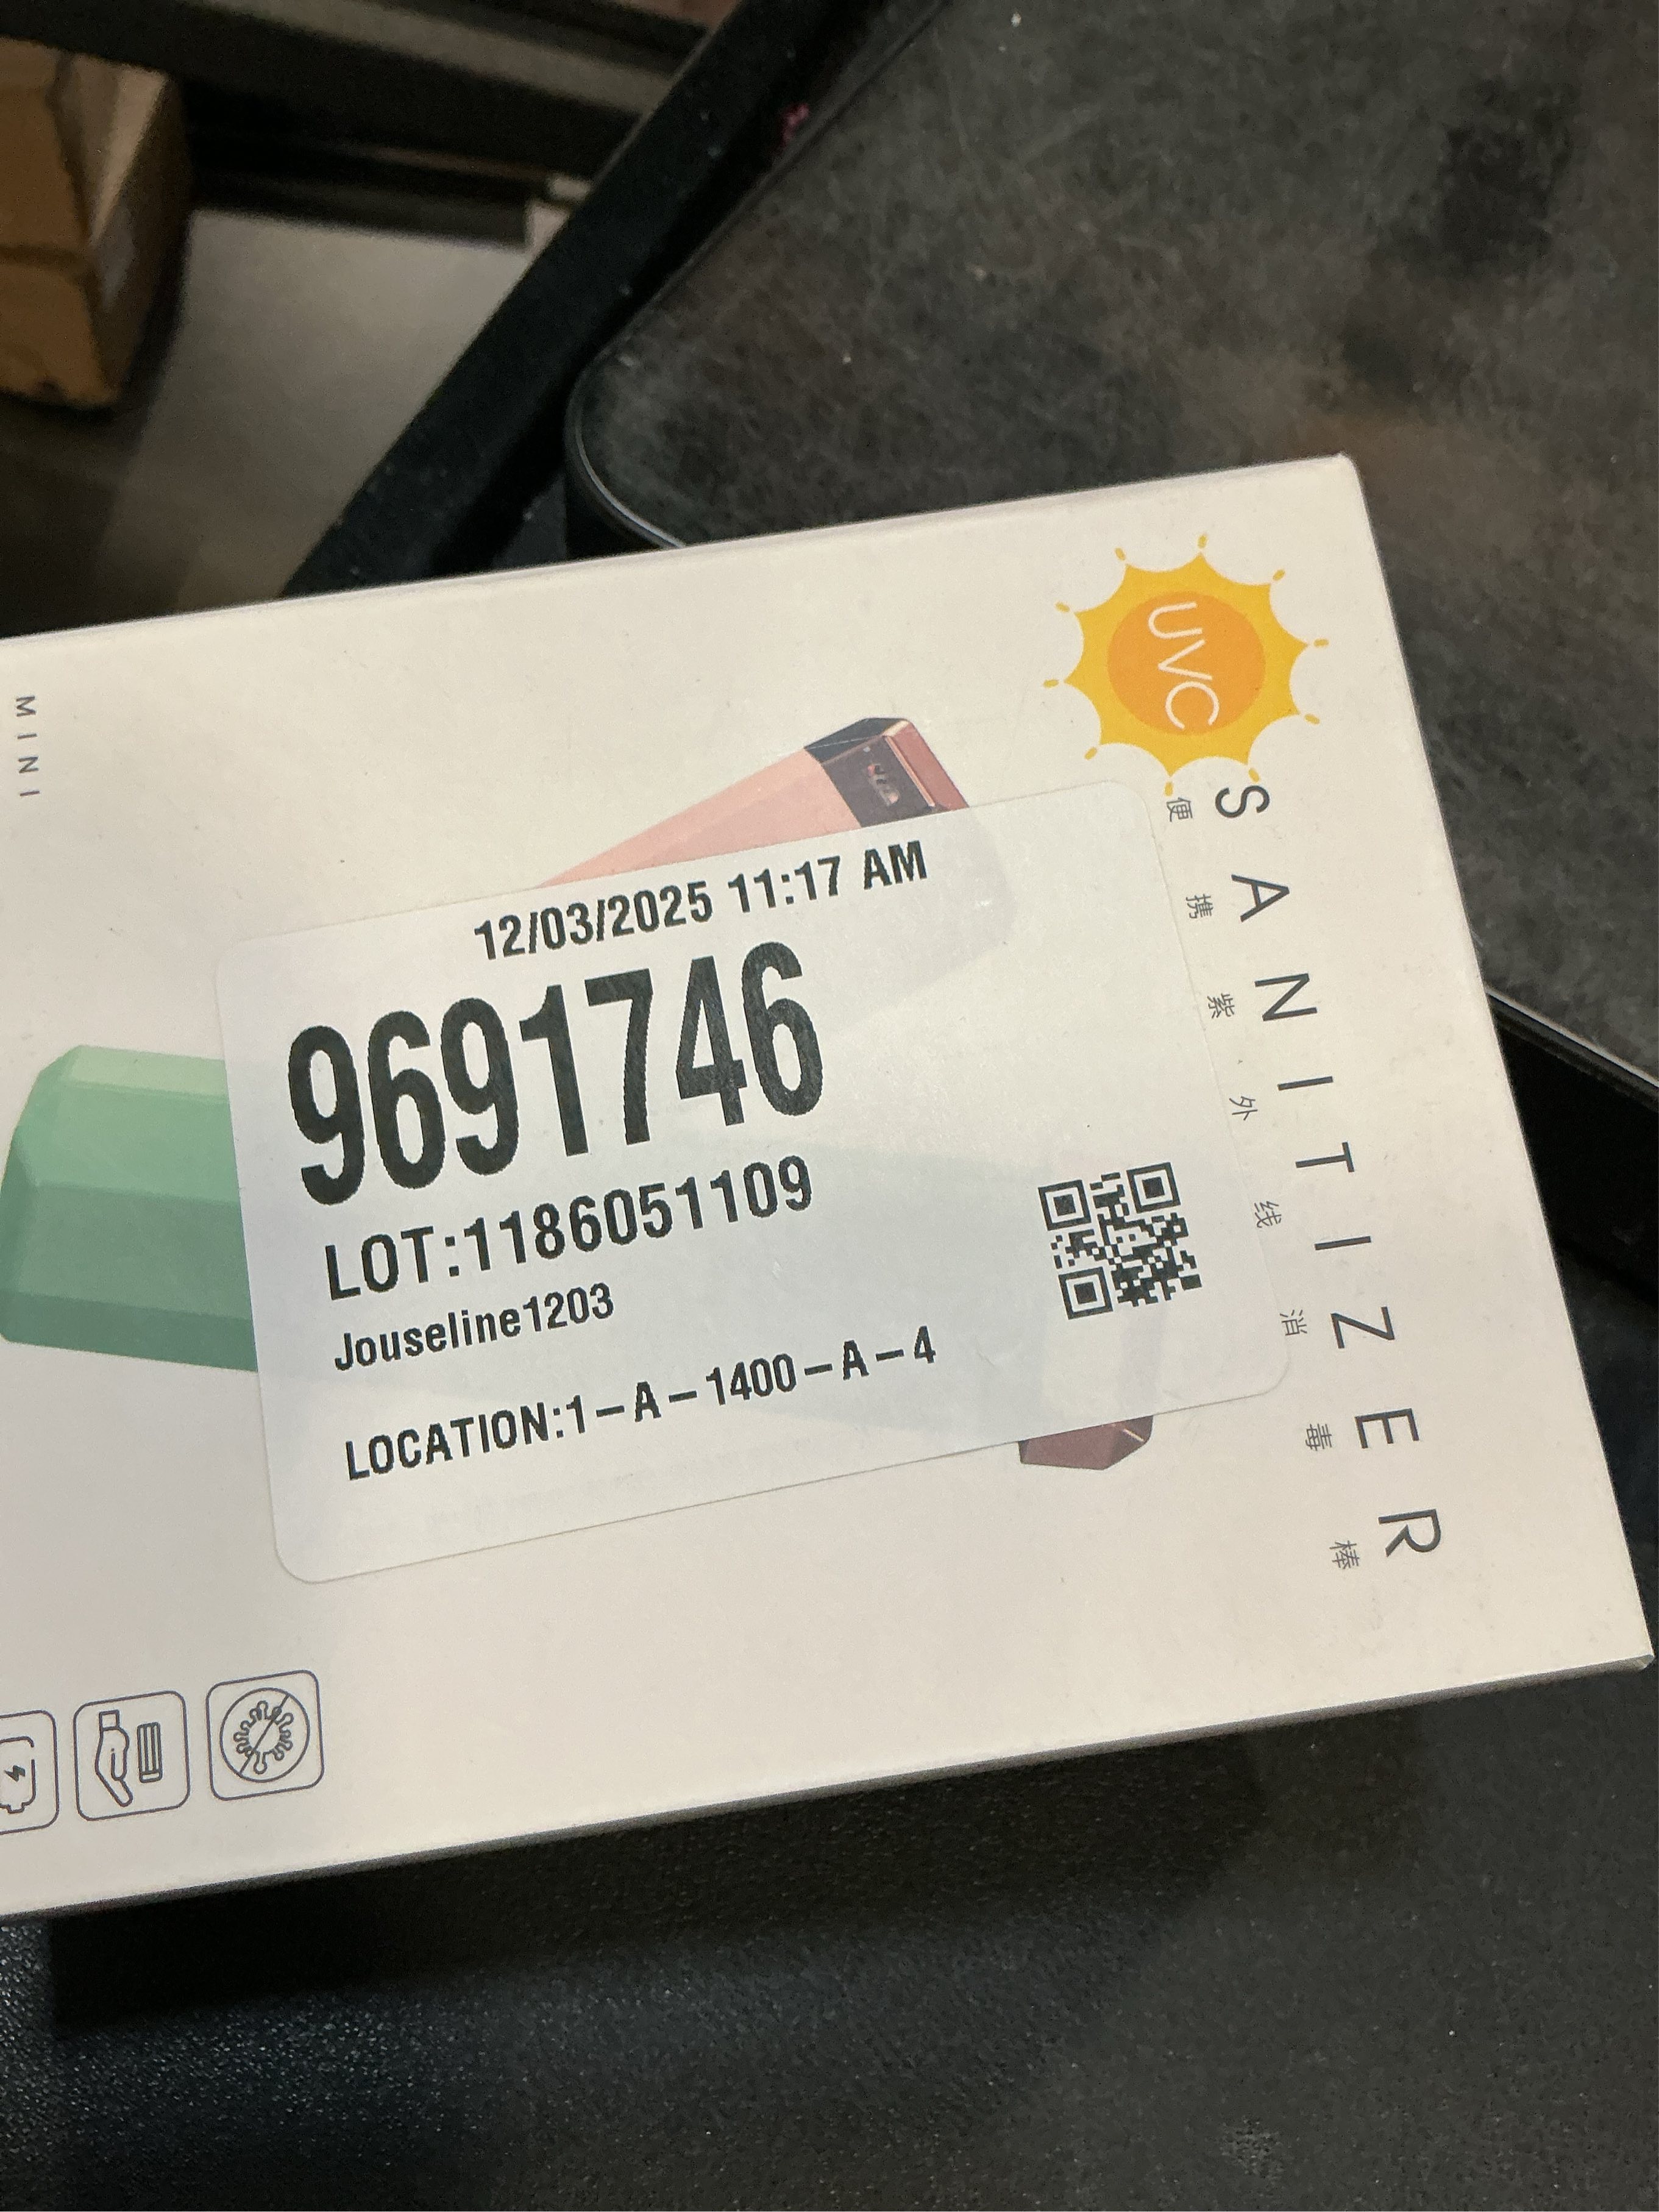 MINI
UVC
SANITIZER
便携紫外线消毒棒
12/03/2025 11:17 AM
9691746
LOT:1186051109
Jouseline1203
LOCATION:1-A-1400-A-4